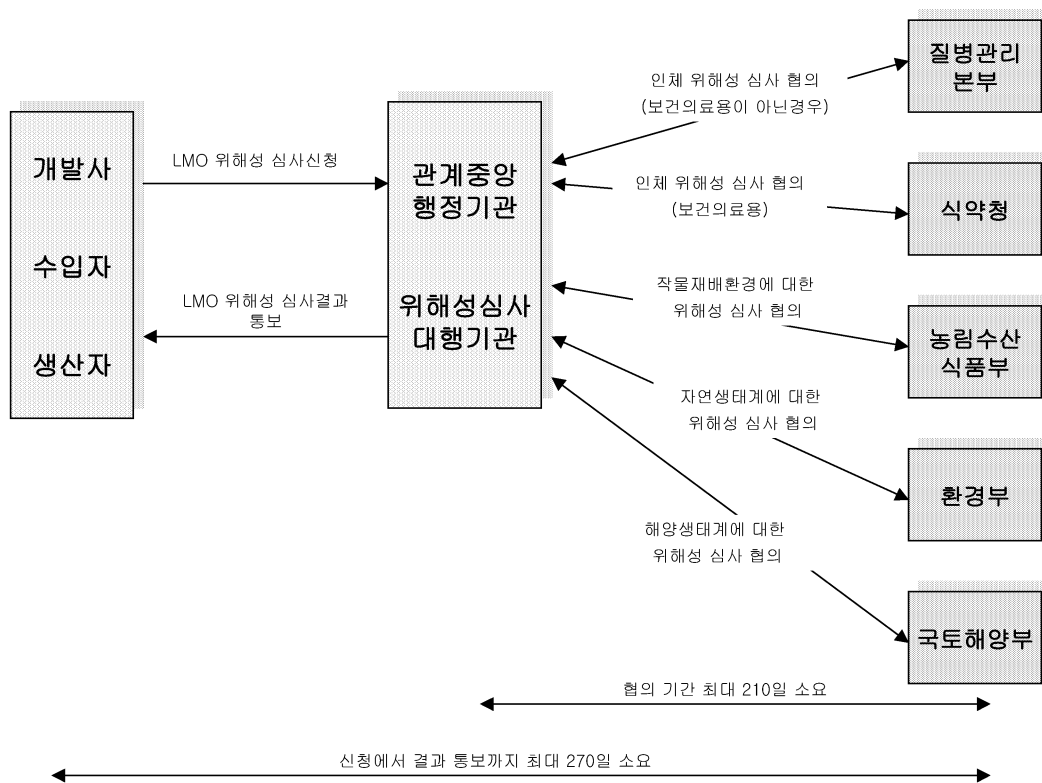 개발사
수입자
생산자
LMO 위해성 심사신청
LMO 위해성 심사결과
통보
관계중앙
행정기관
위해성심사
대행기관
인체 위해성 심사 협의
(보건의료용이 아닌경우)
인체 위해성 심사 협의
(보건의료용)
작물재배환경에 대한
위해성 심사 협의
자연생태계에 대한
위해성 심사 협의
해양생태계에 대한
위해성 심사 협의
질병관리
본부
식약청
농림수산
식품부
환경부
국토해양부
협의 기간 최대 210일 소요
신청에서 결과 통보까지 최대 270일 소요